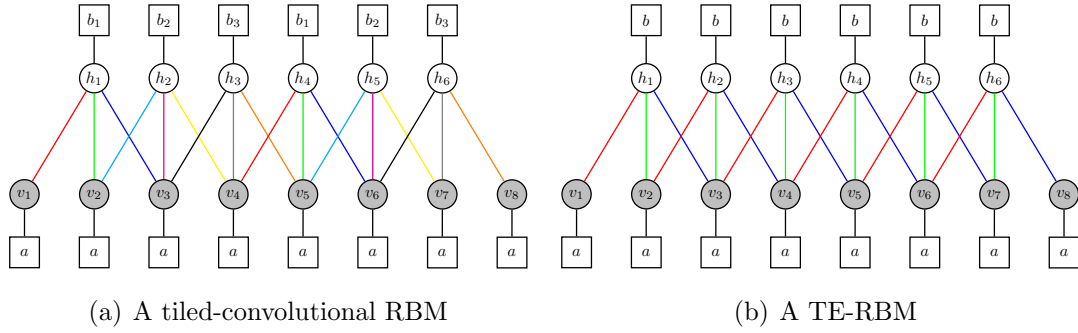 b₁ b₂ b₃ b₁ b₂ b₃ b b b b b b
h₁ h₂ h₃ h₄ h₅ h₆ h₁ h₂ h₃ h₄ h₅ h₆
v₁ v₂ v₃ v₄ v₅ v₆ v₇ v₈ v₁ v₂ v₃ v₄ v₅ v₆ v₇ v₈
a a a a a a a a a a a a a a a a
(a) A tiled-convolutional RBM (b) A TE-RBM